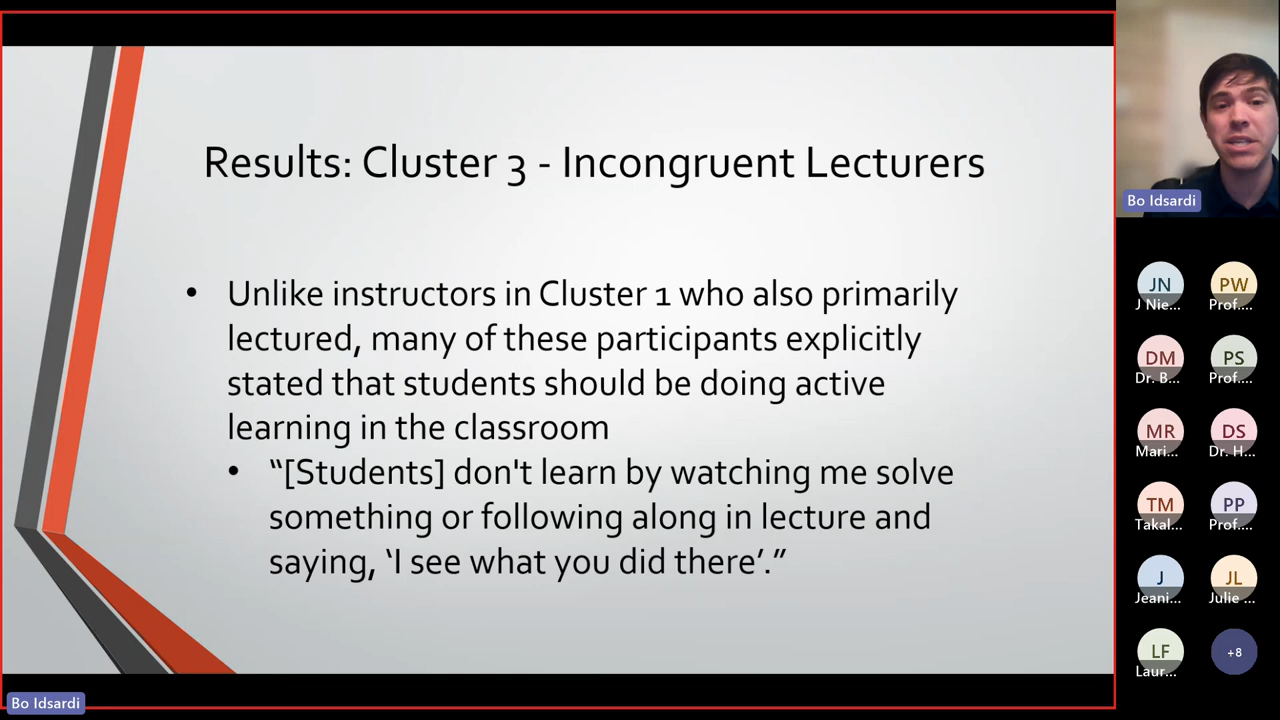 Results: Cluster 3 - Incongruent Lecturers
• Unlike instructors in Cluster 1 who also primarily
lectured, many of these participants explicitly
stated that students should be doing active
learning in the classroom
• “[Students] don't learn by watching me solve
something or following along in lecture and
saying, ‘I see what you did there’.”
Bo Idsardi
Bo Idsardi
JN
J Nie...
PW
Prof....
DM
Dr. B...
PS
Prof....
MR
Mari...
DS
Dr. H...
TM
Takal...
PP
Prof....
J
Jeani...
JL
Julie ...
LF
Laur...
+8